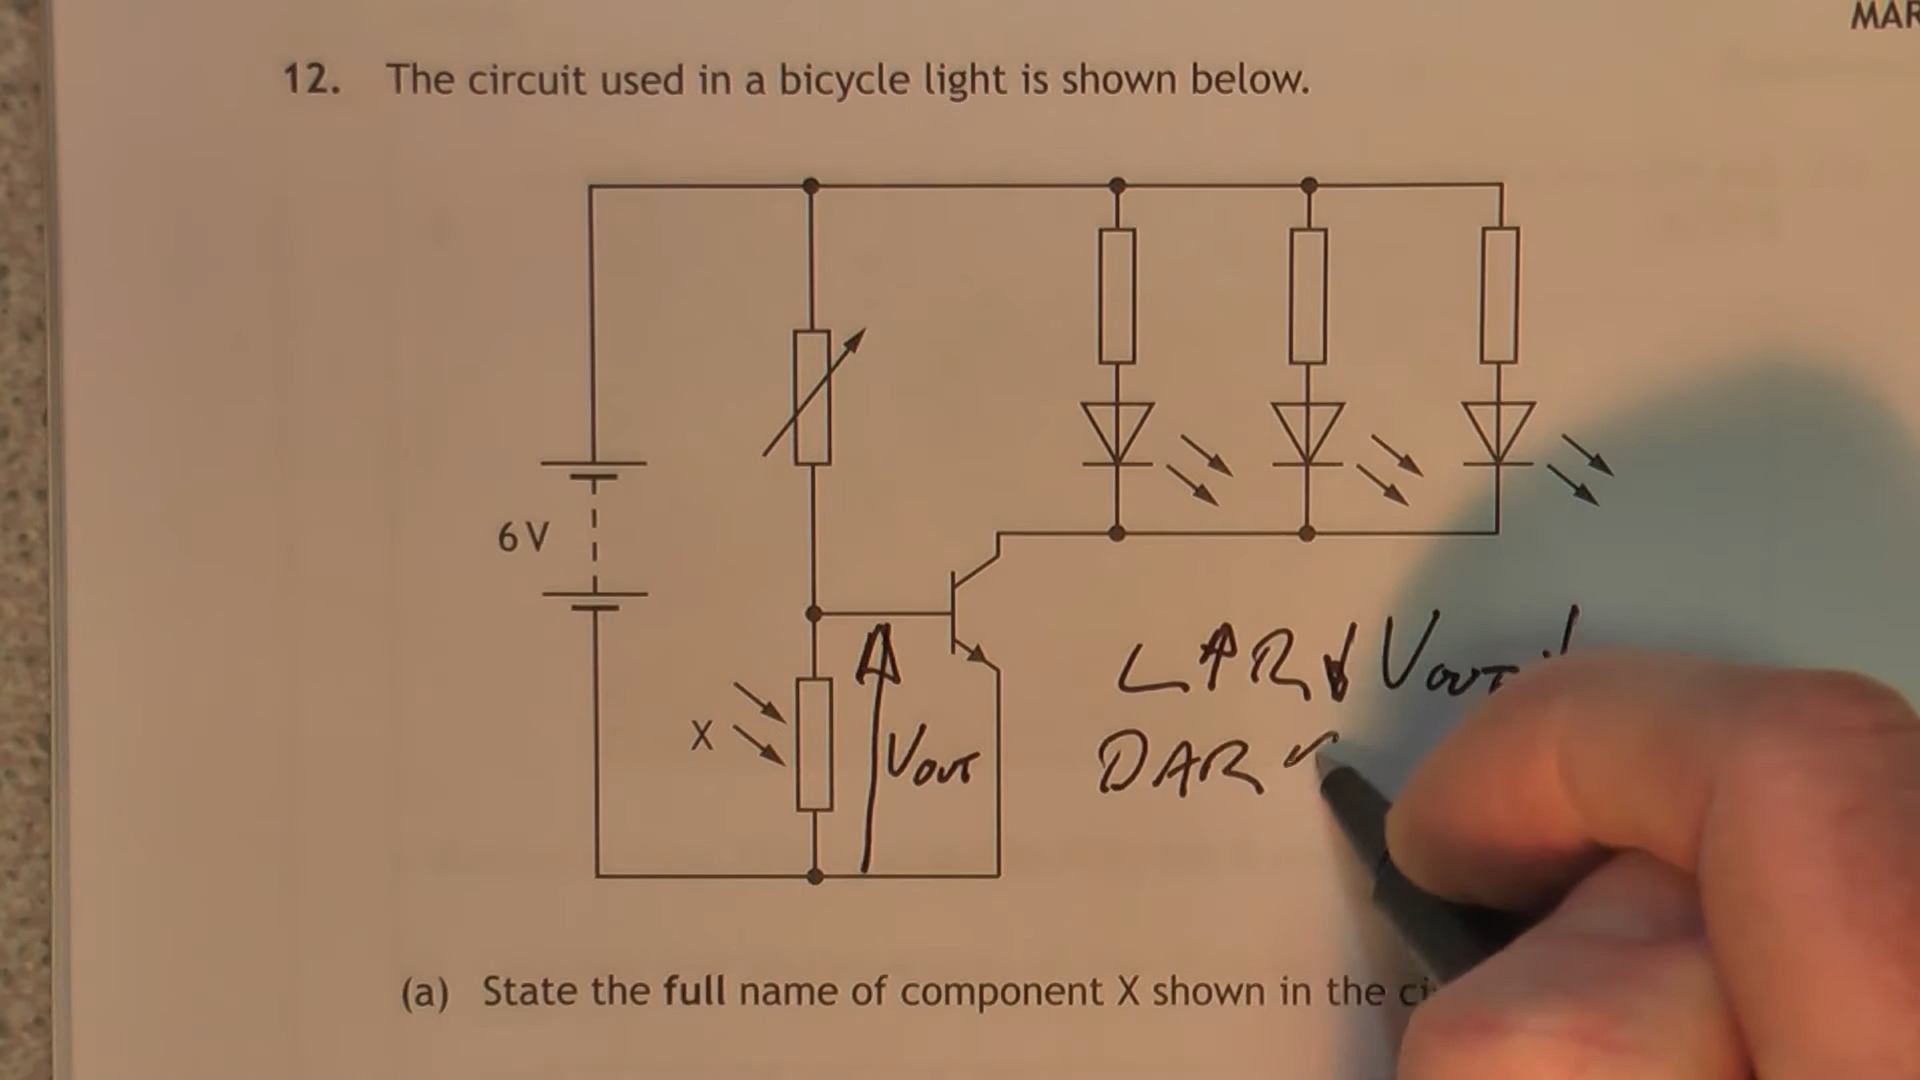 MAR
12. The circuit used in a bicycle light is shown below.
6 V
X
VOUT
L↑R↓ VOUT
DAR
(a) State the full name of component X shown in the